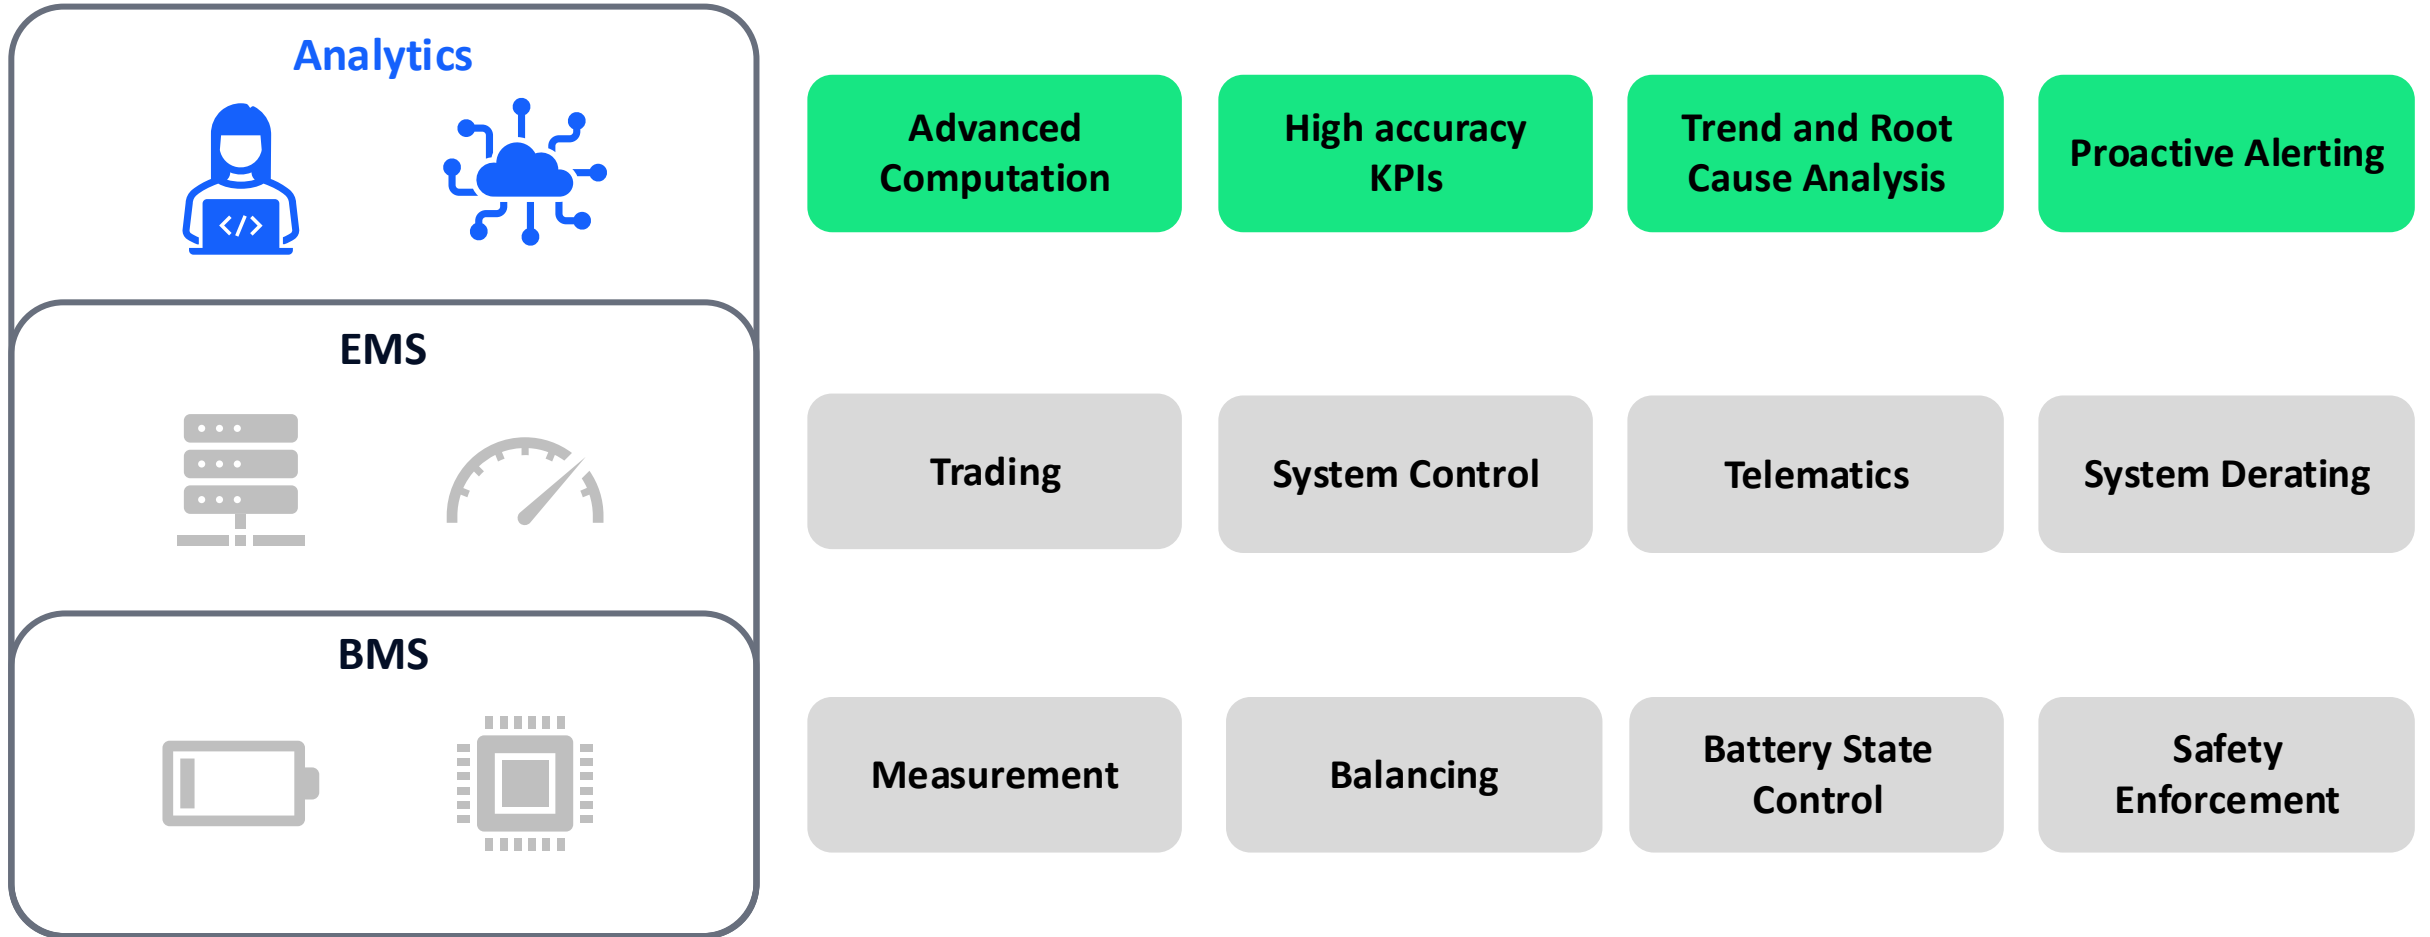 Analytics
</>
Advanced
Computation
High accuracy
KPIs
Trend and Root
Cause Analysis
Proactive Alerting
EMS
Trading
System Control
Telematics
System Derating
BMS
Measurement
Balancing
Battery State
Control
Safety
Enforcement